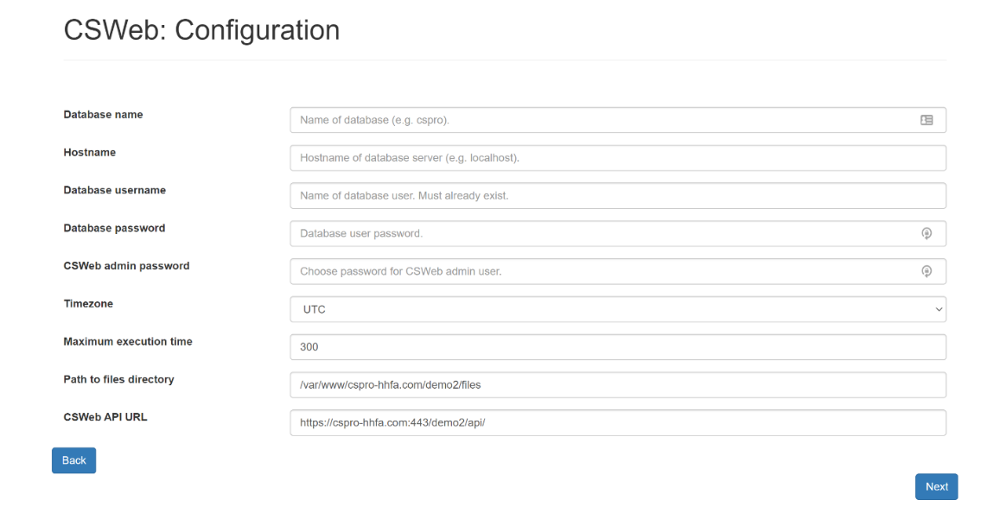 CSWeb: Configuration
Database name
Name of database (e.g. cspro).
Hostname
Hostname of database server (e.g. localhost).
Database username
Name of database user. Must already exist.
Database password
Database user password.
CSWeb admin password
Choose password for CSWeb admin user.
Timezone
UTC
Maximum execution time
300
Path to files directory
/var/www/cspro-hhfa.com/demo2/files
CSWeb API URL
https://cspro-hhfa.com:443/demo2/api/
Back
Next